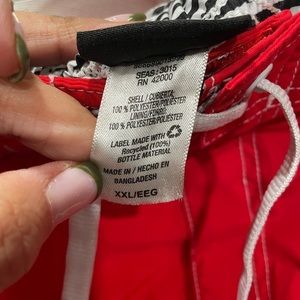 SEAS: 3015
RN 42000
SHELL / CUBIERTA:
100 % POLYESTER/POLIESTER
LINING/FORRO:
100 % POLYESTER/POLIESTER
LABEL MADE WITH
Recycled (100%)
BOTTLE MATERIAL
MADE IN / HECHO EN
BANGLADESH
XXL/EEG